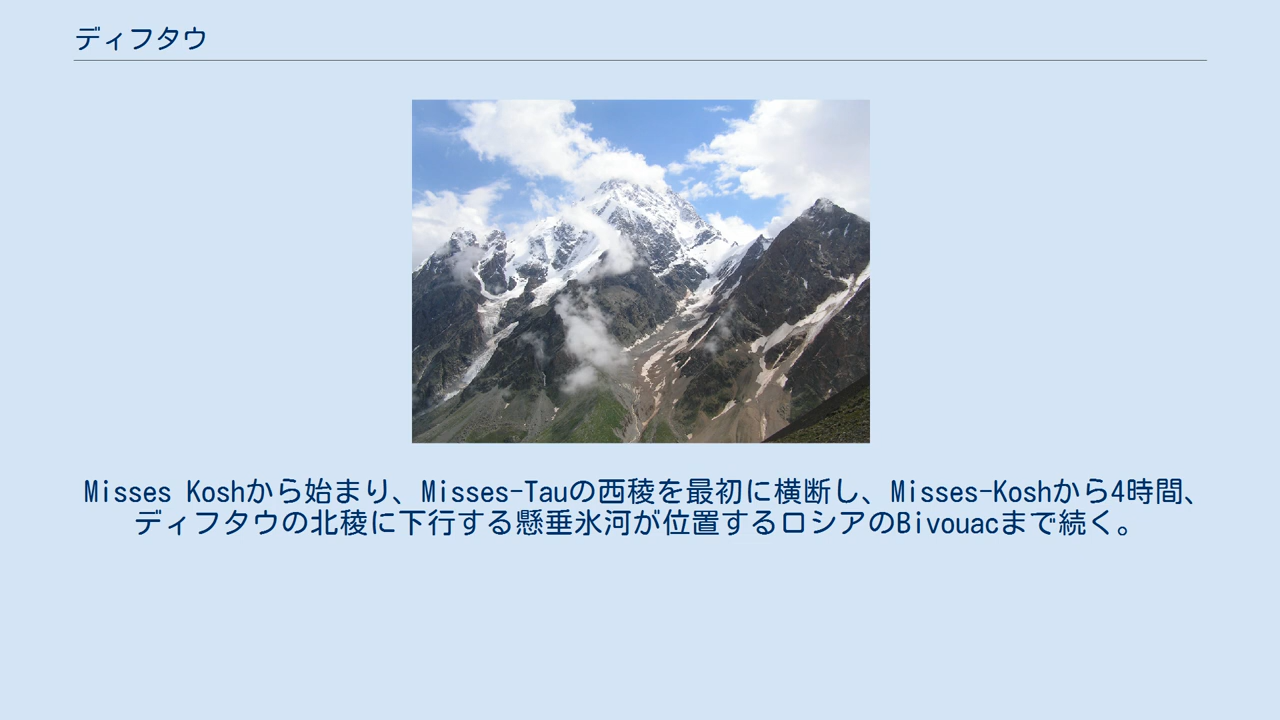 ディフタウ
Misses Koshから始まり、Misses-Tauの西稜を最初に横断し、Misses-Koshから4時間、
ディフタウの北稜に下行する懸垂氷河が位置するロシアのBivouacまで続く。